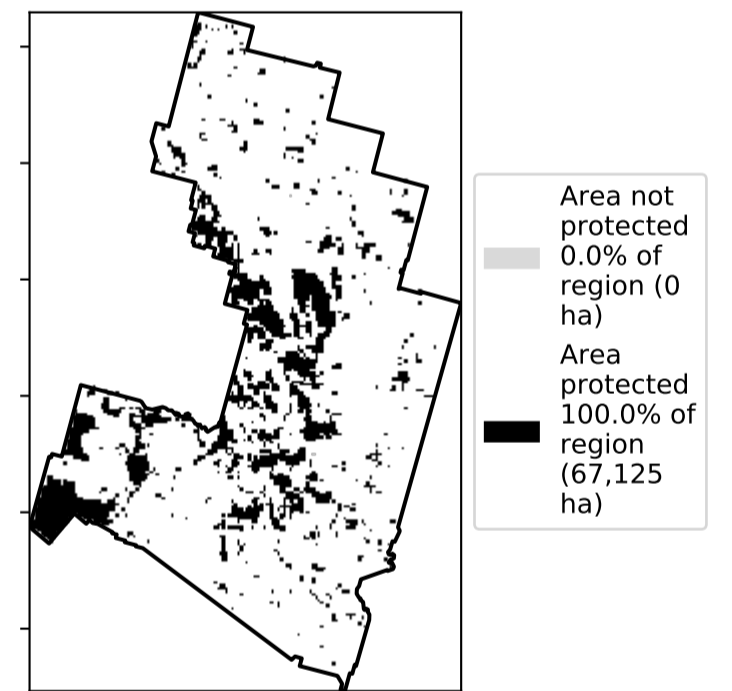 Area not
protected
0.0% of
region (0
ha)
Area
protected
100.0% of
region
(67,125
ha)